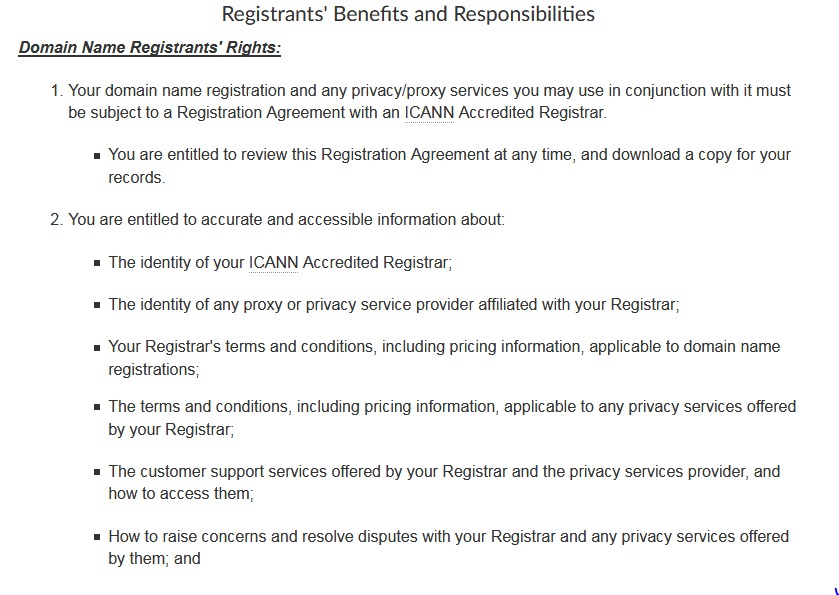 Registrants' Benefits and Responsibilities
Domain Name Registrants' Rights:
1. Your domain name registration and any privacy/proxy services you may use in conjunction with it must
be subject to a Registration Agreement with an ICANN Accredited Registrar.
▪ You are entitled to review this Registration Agreement at any time, and download a copy for your
records.
2. You are entitled to accurate and accessible information about:
▪ The identity of your ICANN Accredited Registrar;
▪ The identity of any proxy or privacy service provider affiliated with your Registrar;
▪ Your Registrar's terms and conditions, including pricing information, applicable to domain name
registrations;
▪ The terms and conditions, including pricing information, applicable to any privacy services offered
by your Registrar;
▪ The customer support services offered by your Registrar and the privacy services provider, and
how to access them;
▪ How to raise concerns and resolve disputes with your Registrar and any privacy services offered
by them; and